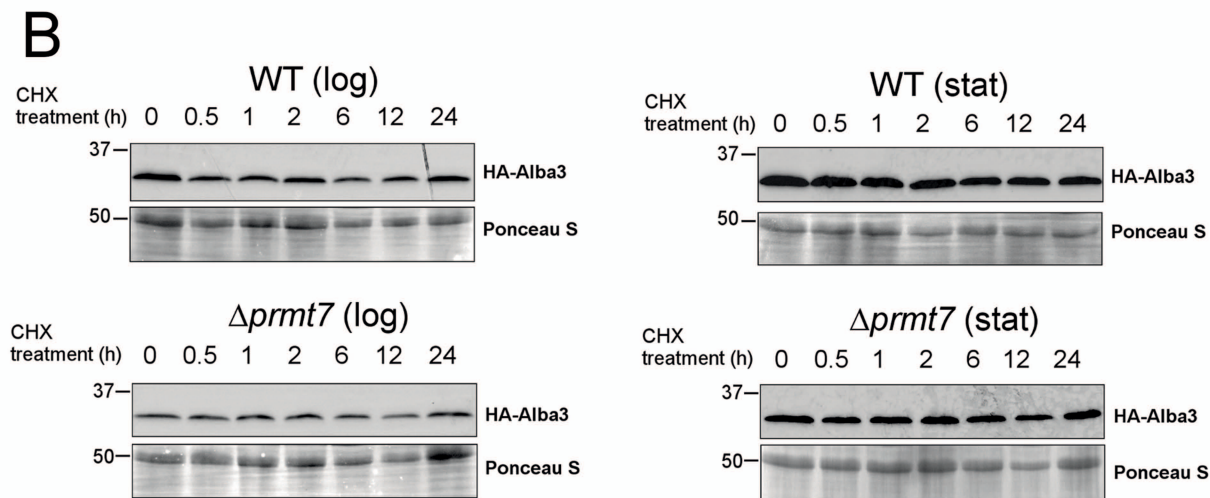 B
WT (log)
CHX
treatment (h) 0 0.5 1 2 6 12 24
37
HA-Alba3
50
Ponceau S
WT (stat)
CHX
treatment (h) 0 0.5 1 2 6 12 24
37
HA-Alba3
50
Ponceau S
Δprmt7 (log)
CHX
treatment (h) 0 0.5 1 2 6 12 24
37
HA-Alba3
50
Ponceau S
Δprmt7 (stat)
CHX
treatment (h) 0 0.5 1 2 6 12 24
37
HA-Alba3
50
Ponceau S